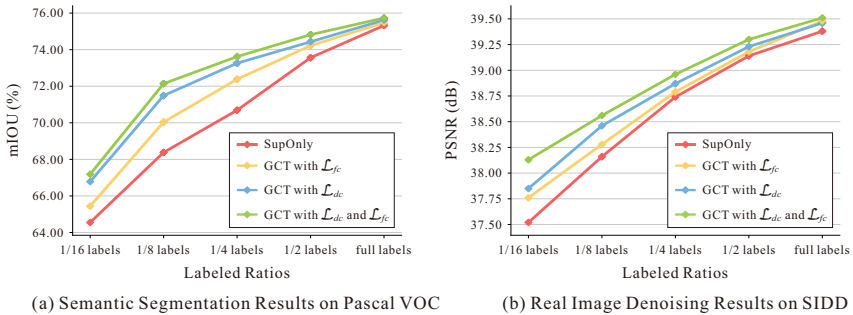 76.00
74.00
72.00
70.00
68.00
66.00
64.00
mIOU (%)
SupOnly
GCT with ℒfc
GCT with ℒdc
GCT with ℒdc and ℒfc
1/16 labels 1/8 labels 1/4 labels 1/2 labels full labels
Labeled Ratios
(a) Semantic Segmentation Results on Pascal VOC
39.50
39.25
39.00
38.75
38.50
38.25
38.00
37.75
37.50
PSNR (dB)
SupOnly
GCT with ℒfc
GCT with ℒdc
GCT with ℒdc and ℒfc
1/16 labels 1/8 labels 1/4 labels 1/2 labels full labels
Labeled Ratios
(b) Real Image Denoising Results on SIDD